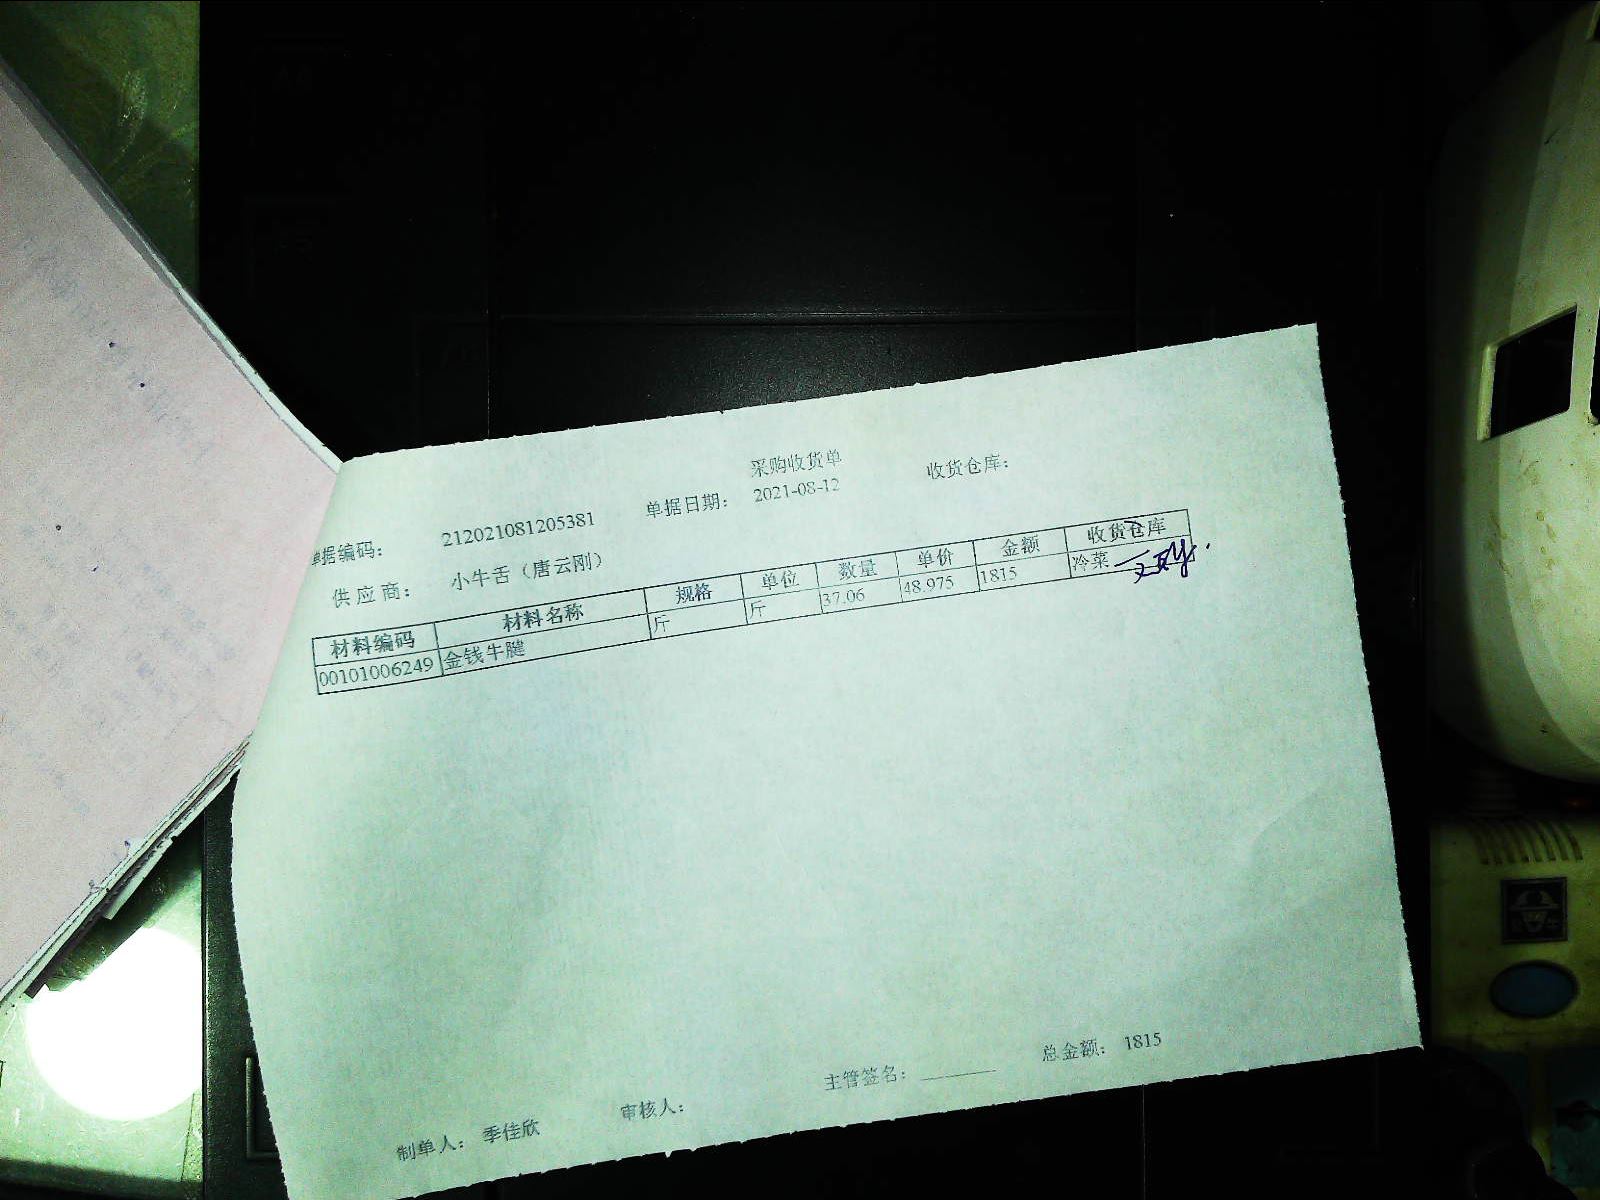 采购收货单
单据编码： 212021081205381 单据日期： 2021-08-12 收货仓库：
供应商： 小牛舌（唐云刚）
材料编码 材料名称 规格 单位 数量 单价 金额 收货仓库
00101006249 金钱牛腱 斤 斤 37.06 48.975 1815 冷菜
总金额： 1815
制单人： 季佳欣 审核人： 主管签名：